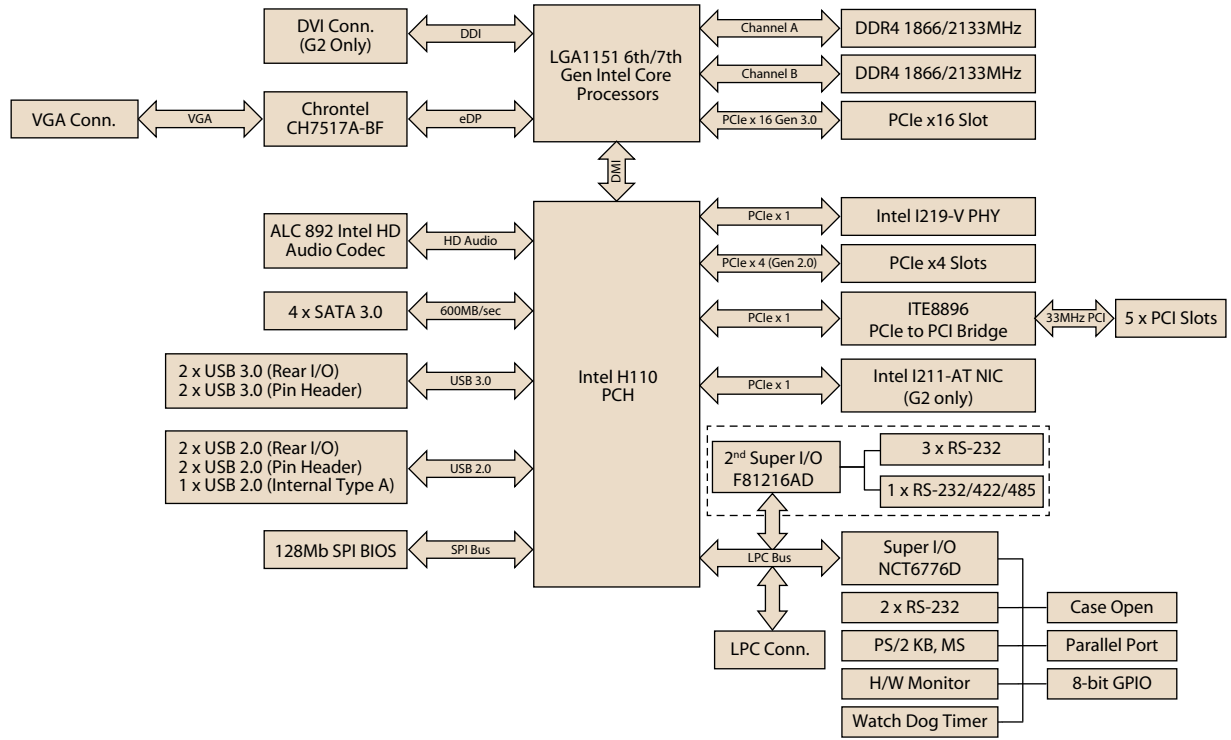 DVI Conn.
(G2 Only)
DDI
LGA1151 6th/7th
Gen Intel Core
Processors
Channel A
DDR4 1866/2133MHz
Channel B
DDR4 1866/2133MHz
VGA Conn.
VGA
Chrontel
CH7517A-BF
eDP
PCIe x 16 Gen 3.0
PCIe x16 Slot
DMI
ALC 892 Intel HD
Audio Codec
HD Audio
4 x SATA 3.0
600MB/sec
2 x USB 3.0 (Rear I/O)
2 x USB 3.0 (Pin Header)
USB 3.0
2 x USB 2.0 (Rear I/O)
2 x USB 2.0 (Pin Header)
1 x USB 2.0 (Internal Type A)
USB 2.0
128Mb SPI BIOS
SPI Bus
Intel H110
PCH
PCIe x 1
Intel I219-V PHY
PCIe x 4 (Gen 2.0)
PCIe x4 Slots
PCIe x 1
ITE8896
PCIe to PCI Bridge
33MHz PCI
5 x PCI Slots
PCIe x 1
Intel I211-AT NIC
(G2 only)
2nd Super I/O
F81216AD
3 x RS-232
1 x RS-232/422/485
LPC Bus
Super I/O
NCT6776D
LPC Conn.
2 x RS-232
Case Open
PS/2 KB, MS
Parallel Port
H/W Monitor
8-bit GPIO
Watch Dog Timer